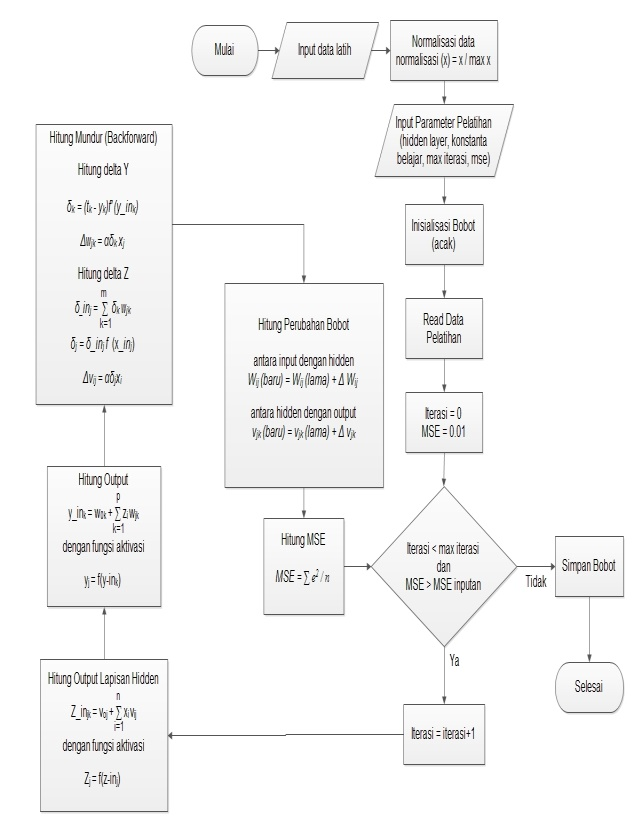 Mulai
Input data latih
Normalisasi data
normalisasi (x) = x / max x
Input Parameter Pelatihan
(hidden layer, konstanta
belajar, max iterasi, mse)
Inisialisasi Bobot
(acak)
Read Data
Pelatihan
Iterasi = 0
MSE = 0.01
Iterasi < max iterasi
dan
MSE > MSE inputan
Tidak
Simpan Bobot
Selesai
Ya
Iterasi = iterasi+1
Hitung Output Lapisan Hidden
n
Z_injk = v0j + ∑ xi vij
i=1
dengan fungsi aktivasi
Zj = f(z-inj)
Hitung Output
p
y_ink = w0k + ∑ zi wjk
k=1
dengan fungsi aktivasi
yj = f(y-ink)
Hitung Mundur (Backforward)
Hitung delta Y
δk = (tk - yk)f'(y_ink)
Δwjk = αδk xj
Hitung delta Z
m
δ_inj = ∑ δk wjk
k=1
δj = δ_inj f (x_inj)
Δvij = αδjxi
Hitung Perubahan Bobot
antara input dengan hidden
Wij (baru) = Wij (lama) + Δ Wij
antara hidden dengan output
vjk (baru) = vjk (lama) + Δ vjk
Hitung MSE
MSE = ∑ e² / n